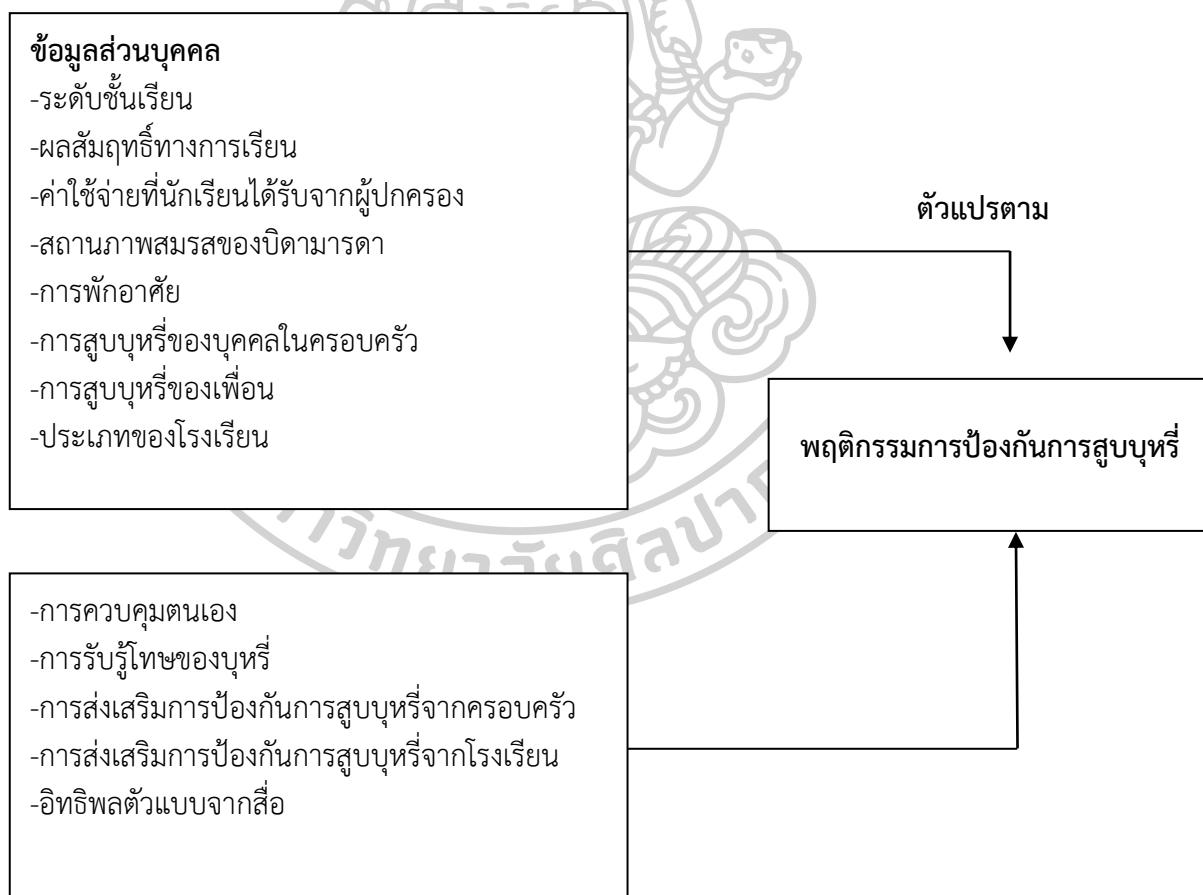 ข้อมูลส่วนบุคคล
-ระดับชั้นเรียน
-ผลสัมฤทธิ์ทางการเรียน
-ค่าใช้จ่ายที่นักเรียนได้รับจากผู้ปกครอง
-สถานภาพสมรสของบิดามารดา
-การพักอาศัย
-การสูบบุหรี่ของบุคคลในครอบครัว
-การสูบบุหรี่ของเพื่อน
-ประเภทของโรงเรียน
ตัวแปรตาม
พฤติกรรมการป้องกันการสูบบุหรี่
-การควบคุมตนเอง
-การรับรู้โทษของบุหรี่
-การส่งเสริมการป้องกันการสูบบุหรี่จากครอบครัว
-การส่งเสริมการป้องกันการสูบบุหรี่จากโรงเรียน
-อิทธิพลตัวแบบจากสื่อ